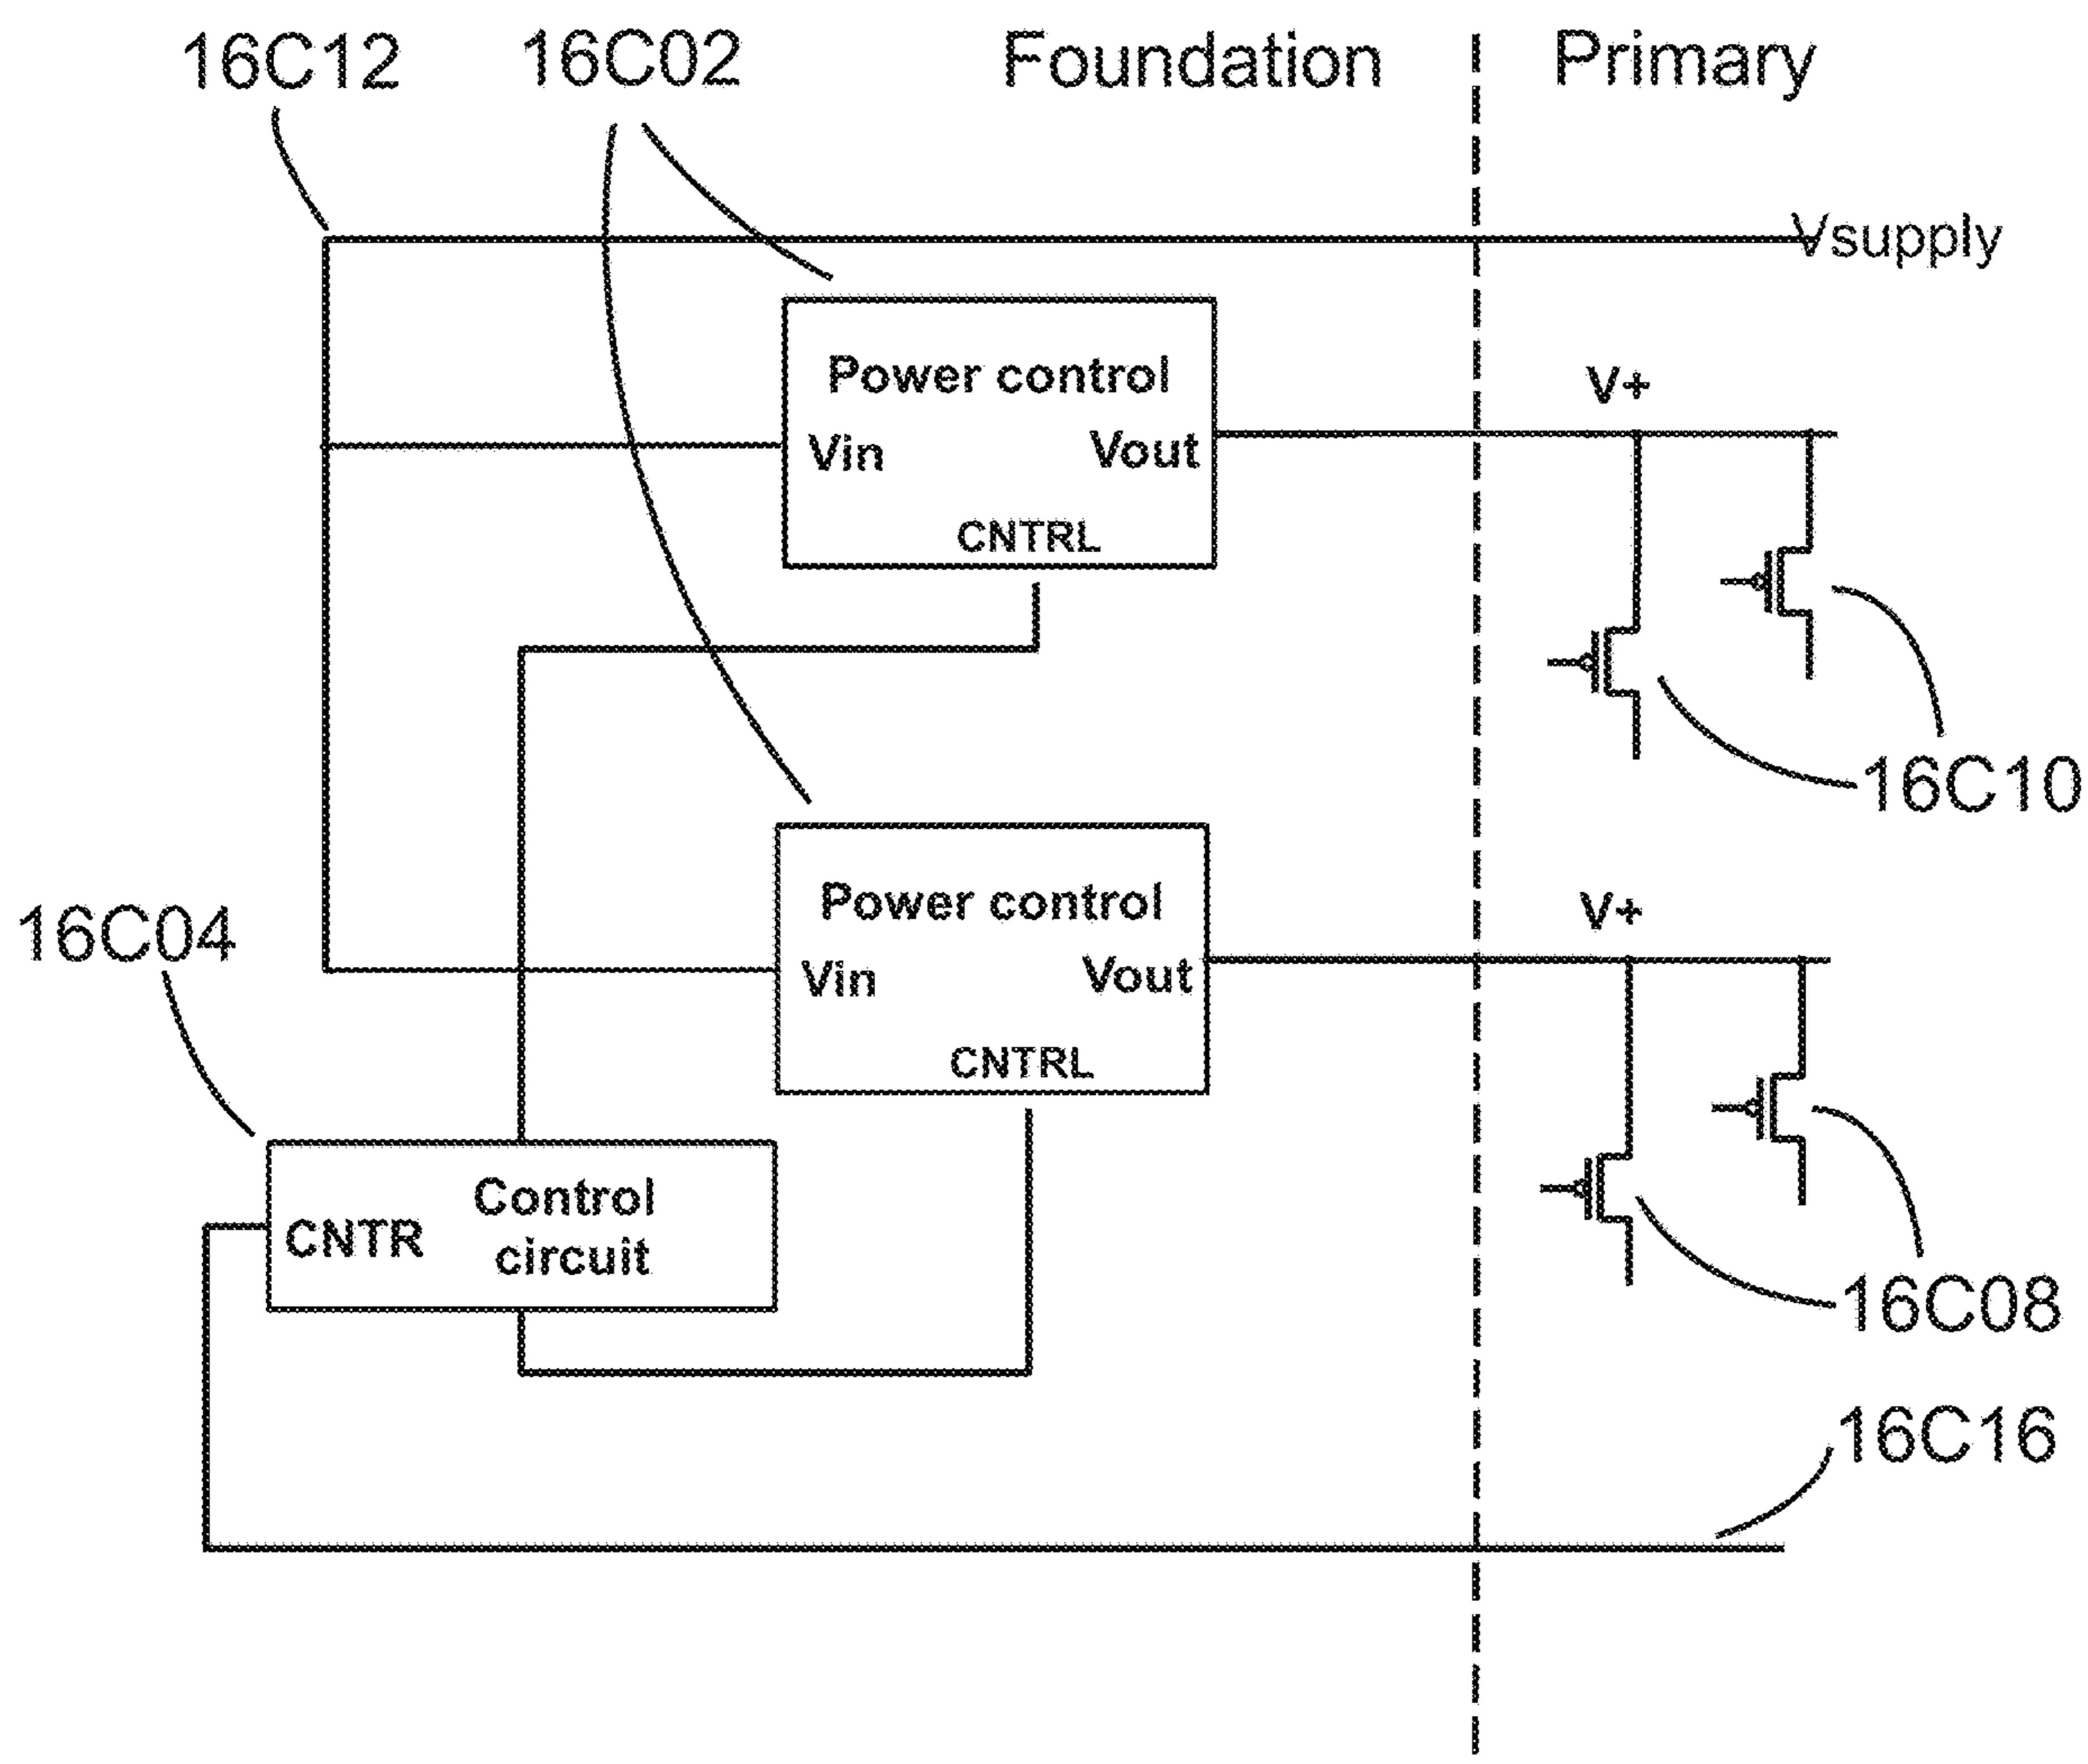 16C12 16C02 Foundation Primary
Vsupply
Power control
V+
Vin Vout
CNTRL
16C10
Power control
V+
16C04
Vin Vout
CNTRL
Control
CNTR
circuit
16C08
16C16